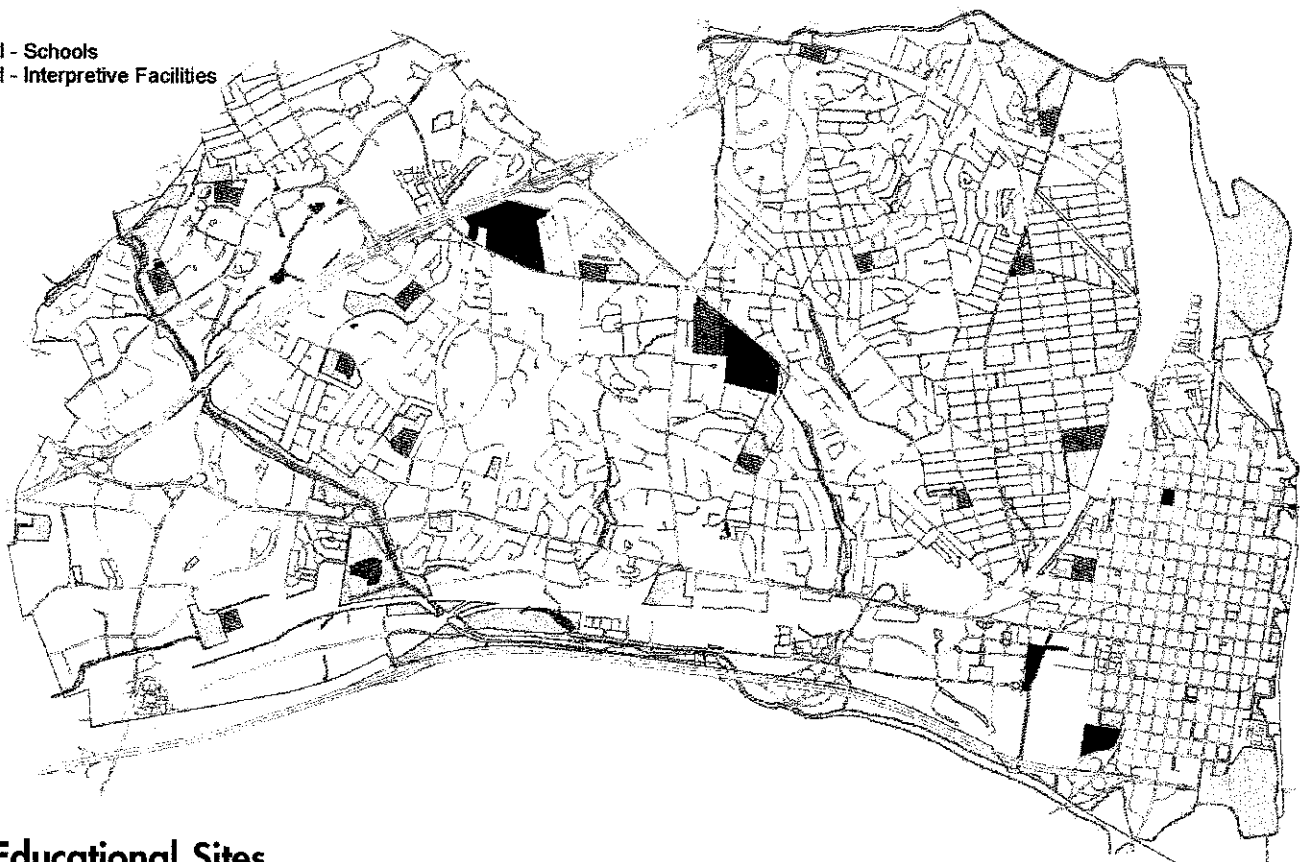 l - Schools
l - Interpretive Facilities
Educational Sites